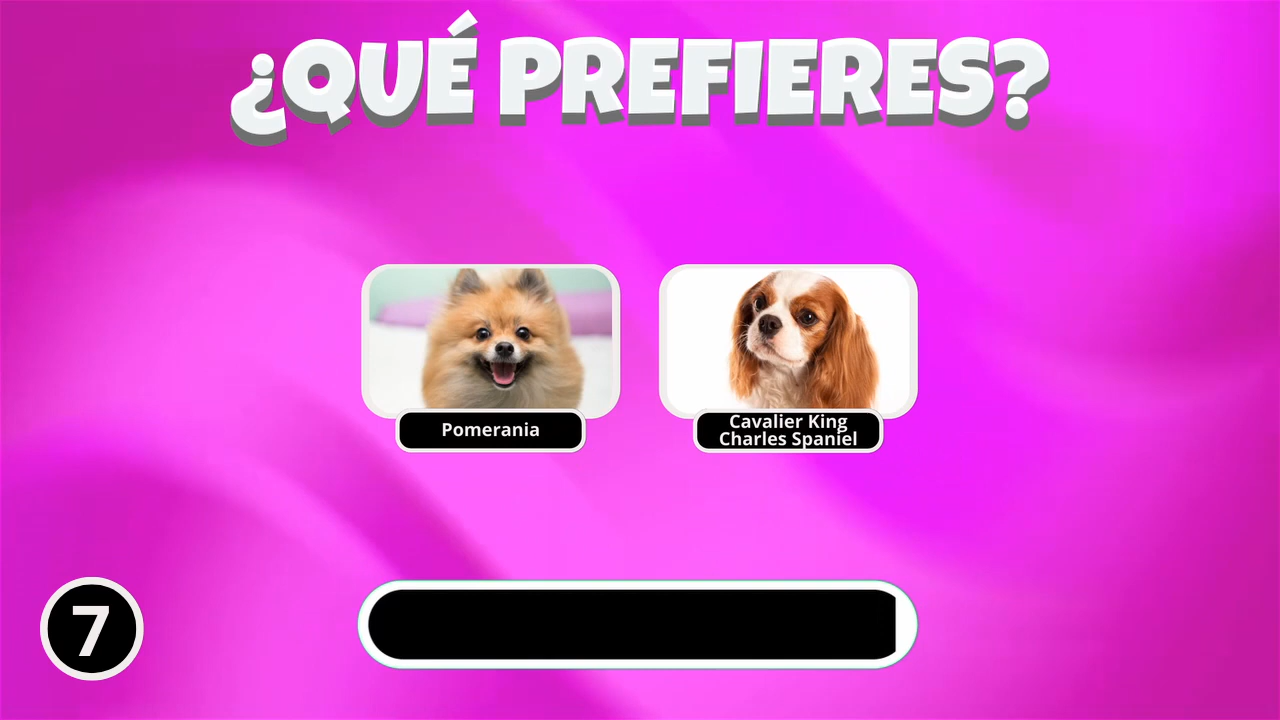 ¿QUÉ PREFIERES?
Pomerania
Cavalier King
Charles Spaniel
7